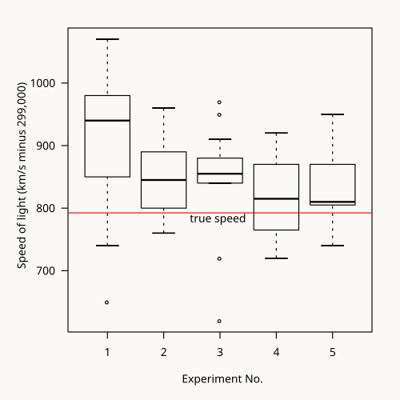 Speed of light (km/s minus 299,000)
1000
900
800
700
true speed
1 2 3 4 5
Experiment No.